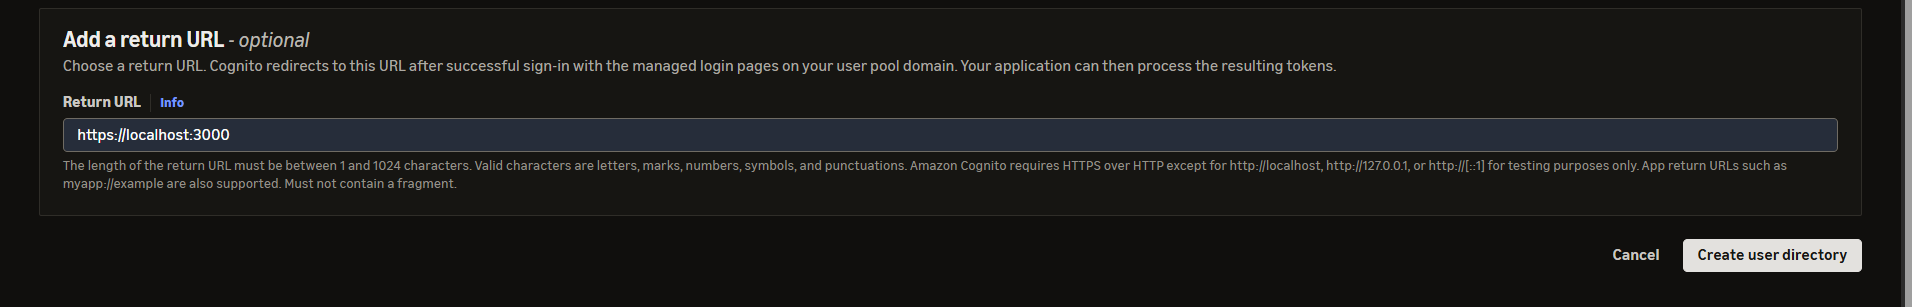 Add a return URL - optional
Choose a return URL. Cognito redirects to this URL after successful sign-in with the managed login pages on your user pool domain. Your application can then process the resulting tokens.
Return URL Info
https://localhost:3000
The length of the return URL must be between 1 and 1024 characters. Valid characters are letters, marks, numbers, symbols, and punctuations. Amazon Cognito requires HTTPS over HTTP except for http://localhost, http://127.0.0.1, or http://[::1] for testing purposes only. App return URLs such as
myapp://example are also supported. Must not contain a fragment.
Cancel Create user directory